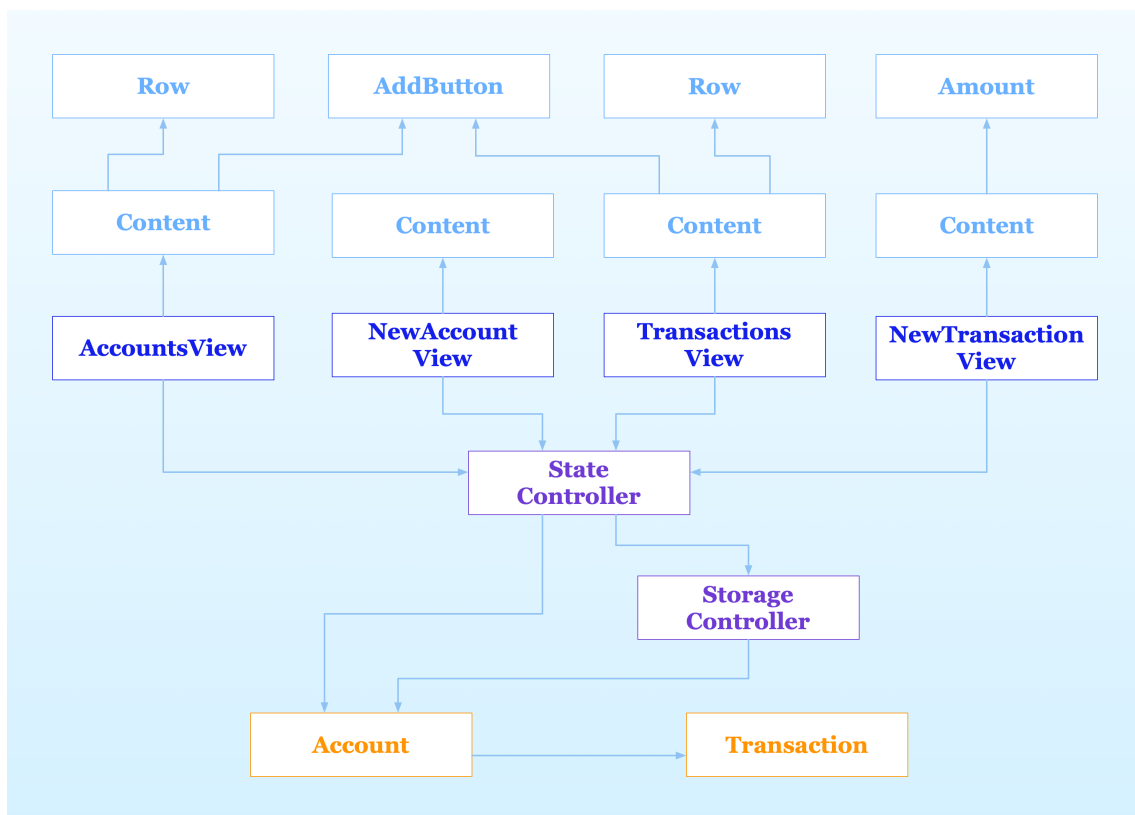 Row
AddButton
Row
Amount
Content
Content
Content
Content
AccountsView
NewAccount
View
Transactions
View
NewTransaction
View
State
Controller
Storage
Controller
Account
Transaction